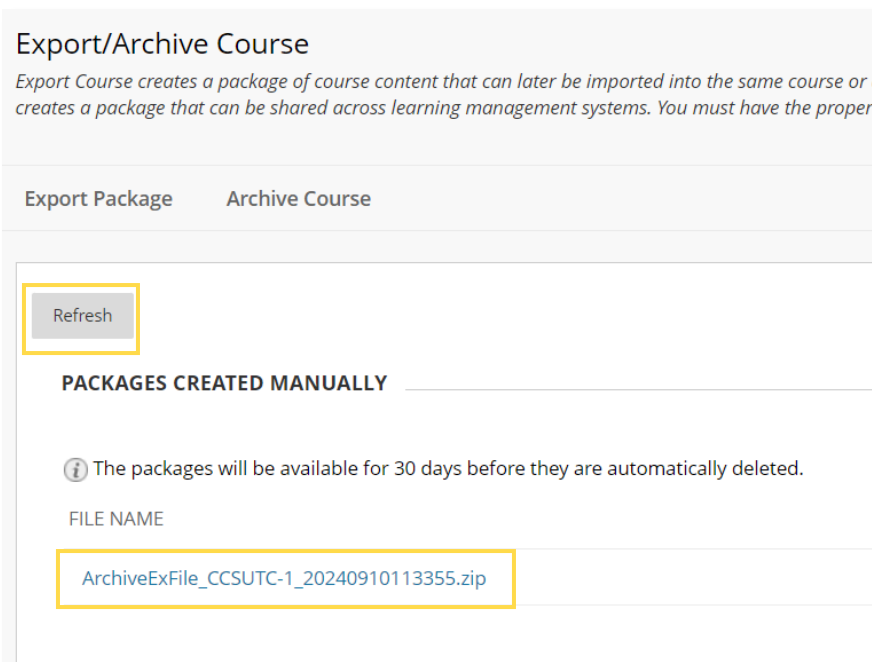 Export/Archive Course
Export Course creates a package of course content that can later be imported into the same course or
creates a package that can be shared across learning management systems. You must have the proper
Export Package Archive Course
Refresh
PACKAGES CREATED MANUALLY
i The packages will be available for 30 days before they are automatically deleted.
FILE NAME
ArchiveExFile_CCSUTC-1_20240910113355.zip